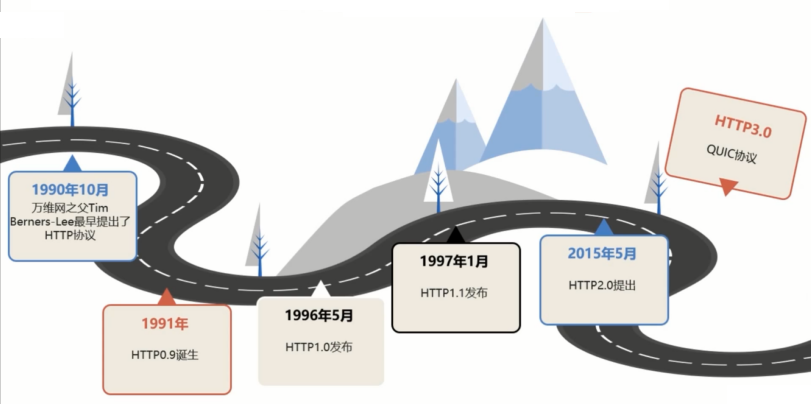 1990年10月
万维网之父Tim
Berners-Lee最早提出了
HTTP协议
1991年
HTTP0.9诞生
1996年5月
HTTP1.0发布
1997年1月
HTTP1.1发布
2015年5月
HTTP2.0提出
HTTP3.0
QUIC协议